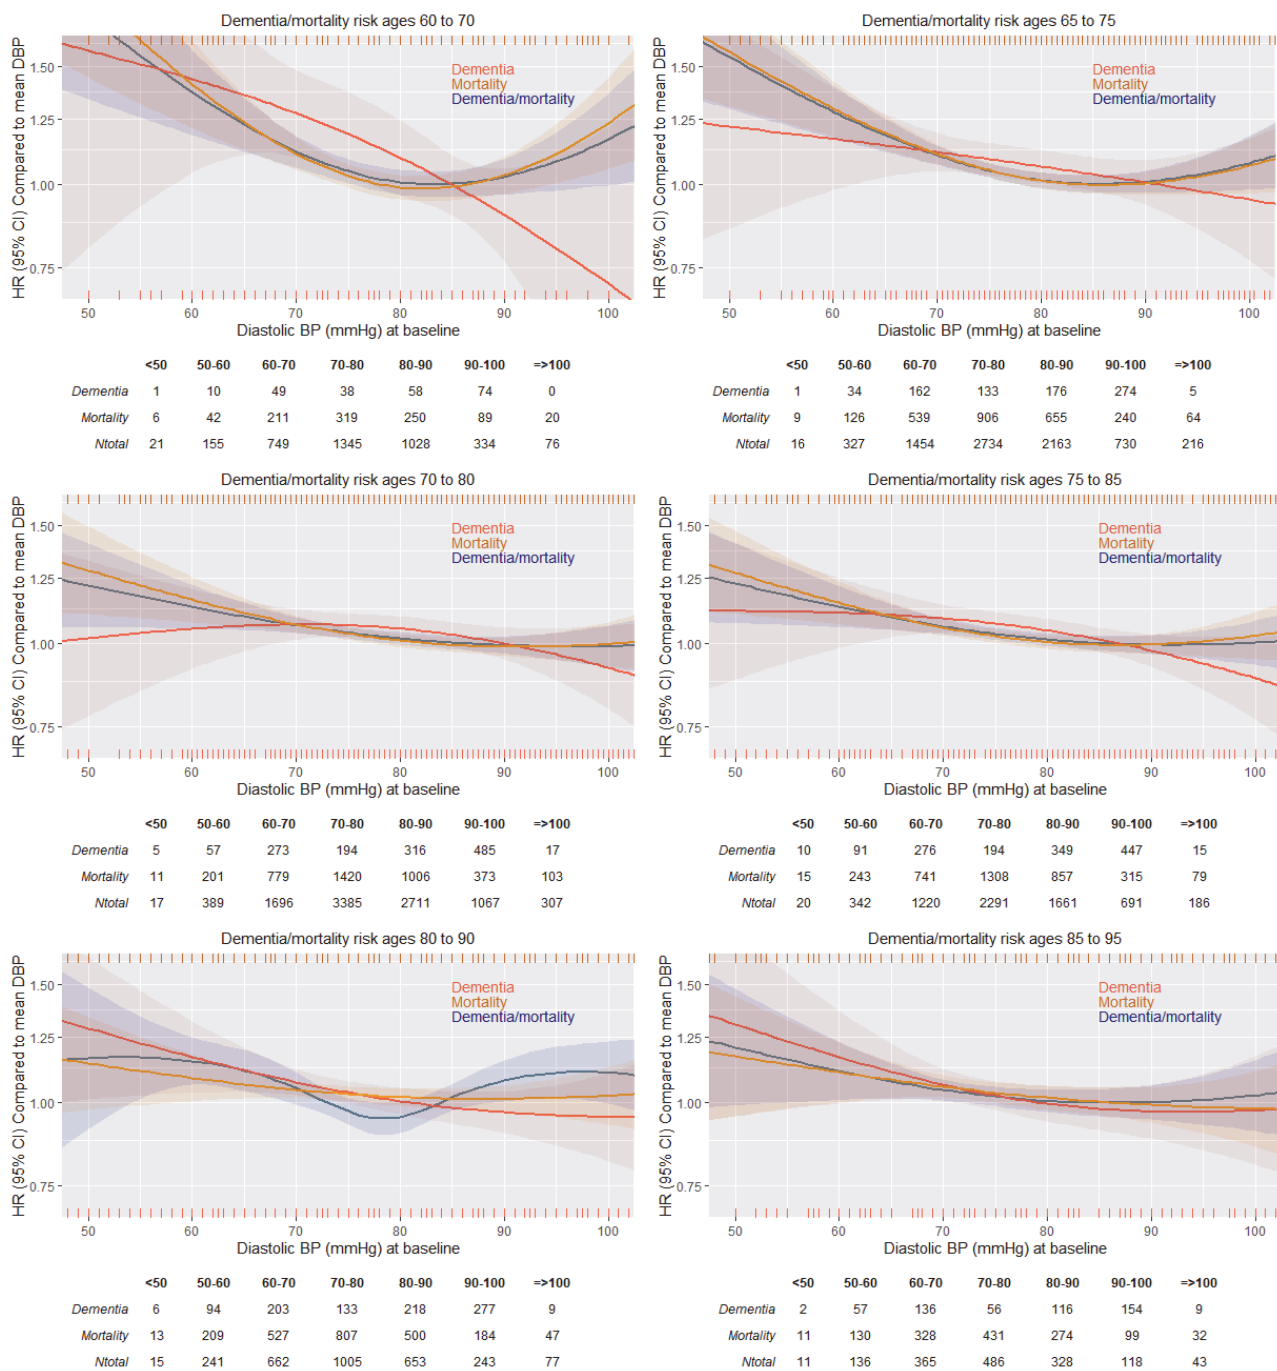 Dementia/mortality risk ages 60 to 70
HR (95% CI) Compared to mean DBP
1.50
1.25
1.00
0.75
Dementia
Mortality
Dementia/mortality
50 60 70 80 90 100
Diastolic BP (mmHg) at baseline
<50 50-60 60-70 70-80 80-90 90-100 =>100
Dementia 1 10 49 38 58 74 0
Mortality 6 42 211 319 250 89 20
Ntotal 21 155 749 1345 1028 334 76
Dementia/mortality risk ages 65 to 75
HR (95% CI) Compared to mean DBP
1.50
1.25
1.00
0.75
Dementia
Mortality
Dementia/mortality
50 60 70 80 90 100
Diastolic BP (mmHg) at baseline
<50 50-60 60-70 70-80 80-90 90-100 =>100
Dementia 1 34 162 133 176 274 5
Mortality 9 126 539 906 655 240 64
Ntotal 16 327 1454 2734 2163 730 216
Dementia/mortality risk ages 70 to 80
HR (95% CI) Compared to mean DBP
1.50
1.25
1.00
0.75
Dementia
Mortality
Dementia/mortality
50 60 70 80 90 100
Diastolic BP (mmHg) at baseline
<50 50-60 60-70 70-80 80-90 90-100 =>100
Dementia 5 57 273 194 316 485 17
Mortality 11 201 779 1420 1006 373 103
Ntotal 17 389 1696 3385 2711 1067 307
Dementia/mortality risk ages 75 to 85
HR (95% CI) Compared to mean DBP
1.50
1.25
1.00
0.75
Dementia
Mortality
Dementia/mortality
50 60 70 80 90 100
Diastolic BP (mmHg) at baseline
<50 50-60 60-70 70-80 80-90 90-100 =>100
Dementia 10 91 276 194 349 447 15
Mortality 15 243 741 1308 857 315 79
Ntotal 20 342 1220 2291 1661 691 186
Dementia/mortality risk ages 80 to 90
HR (95% CI) Compared to mean DBP
1.50
1.25
1.00
0.75
Dementia
Mortality
Dementia/mortality
50 60 70 80 90 100
Diastolic BP (mmHg) at baseline
<50 50-60 60-70 70-80 80-90 90-100 =>100
Dementia 6 94 203 133 218 277 9
Mortality 13 209 527 807 500 184 47
Ntotal 15 241 662 1005 653 243 77
Dementia/mortality risk ages 85 to 95
HR (95% CI) Compared to mean DBP
1.50
1.25
1.00
0.75
Dementia
Mortality
Dementia/mortality
50 60 70 80 90 100
Diastolic BP (mmHg) at baseline
<50 50-60 60-70 70-80 80-90 90-100 =>100
Dementia 2 57 136 56 116 154 9
Mortality 11 130 328 431 274 99 32
Ntotal 11 136 365 486 328 118 43